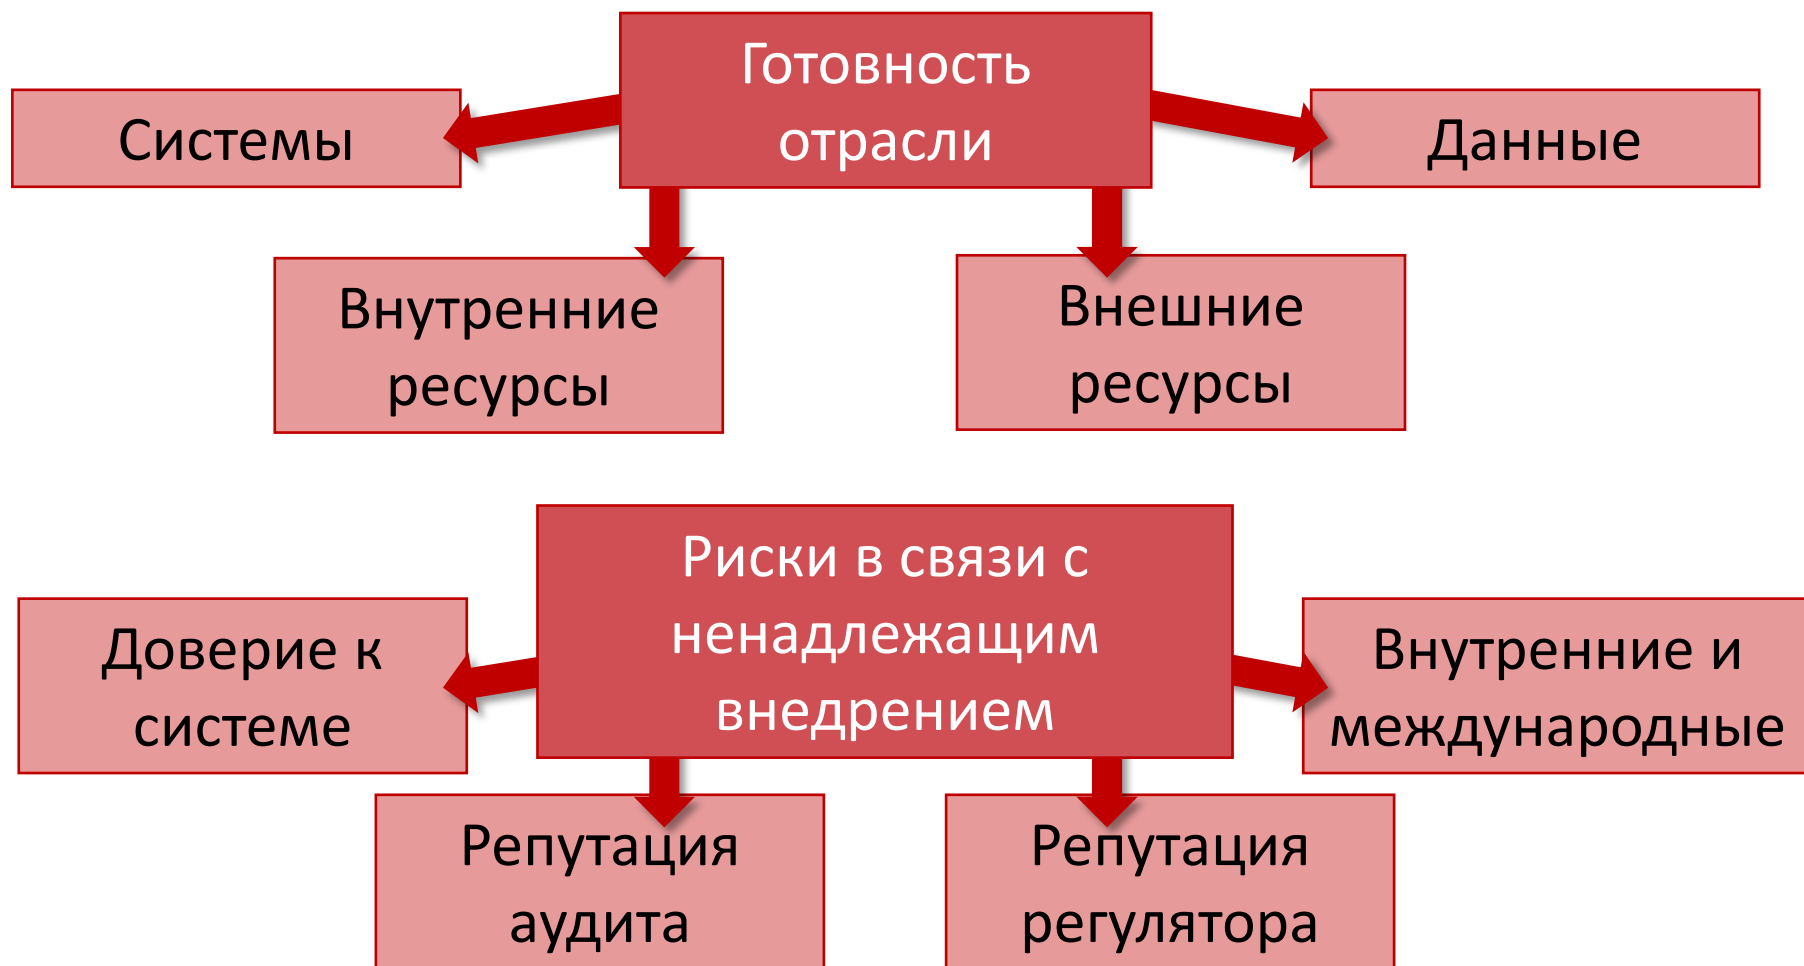 Готовность
отрасли
Системы
Данные
Внутренние
ресурсы
Внешние
ресурсы
Риски в связи с
ненадлежащим
внедрением
Доверие к
системе
Внутренние и
международные
Репутация
аудита
Репутация
регулятора